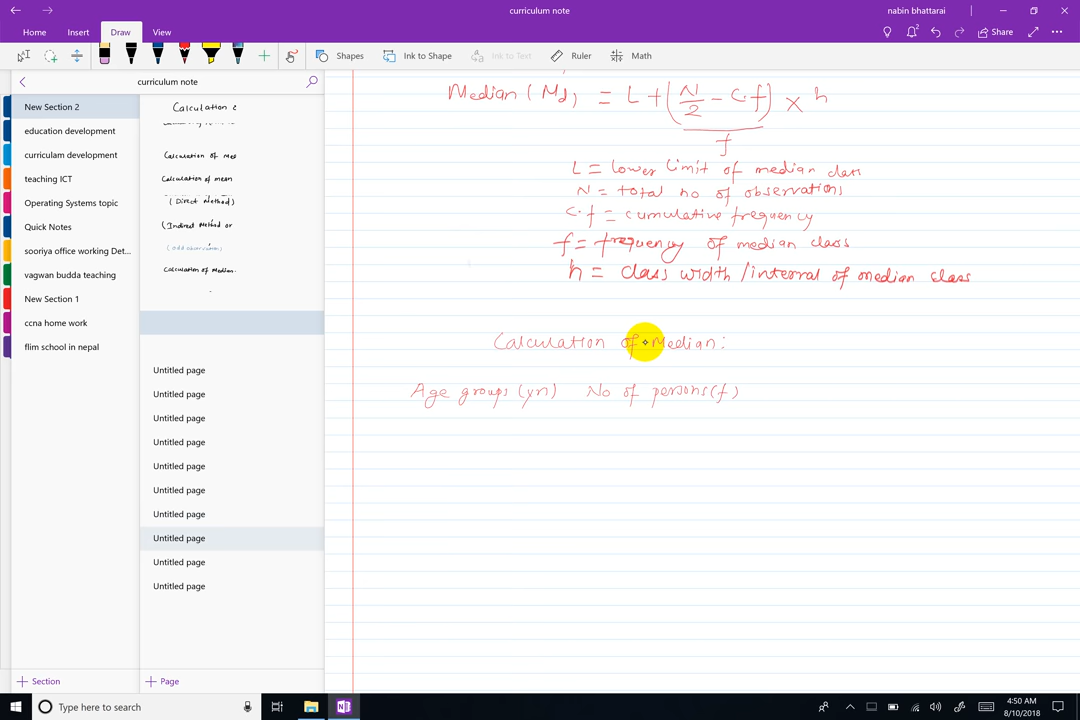 curriculum note
nabin bhattarai
Home
Insert
Draw
View
Share
Shapes
Ink to Shape
Ink to Text
Ruler
Math
curriculum note
New Section 2
education development
curriculam development
teaching ICT
Operating Systems topic
Quick Notes
sooriya office working Det...
vagwan budda teaching
New Section 1
ccna home work
flim school in nepal
Section
Calculation c
Calculation of Med
Calculation of mean
(Direct Method)
(Indirect Method or
(odd observation)
Calculation of Median.
Untitled page
Untitled page
Untitled page
Untitled page
Untitled page
Untitled page
Untitled page
Untitled page
Untitled page
Untitled page
Page
Median (Md) = L + (N/2 - C.f) × h
f
L = lower limit of median class
N = total no of observations
c.f = cumulative frequency
f = frequency of median class
h = class width /interval of median class
Calculation of Median:
Age groups (yrs) No of persons(f)
Type here to search
4:50 AM
8/10/2018